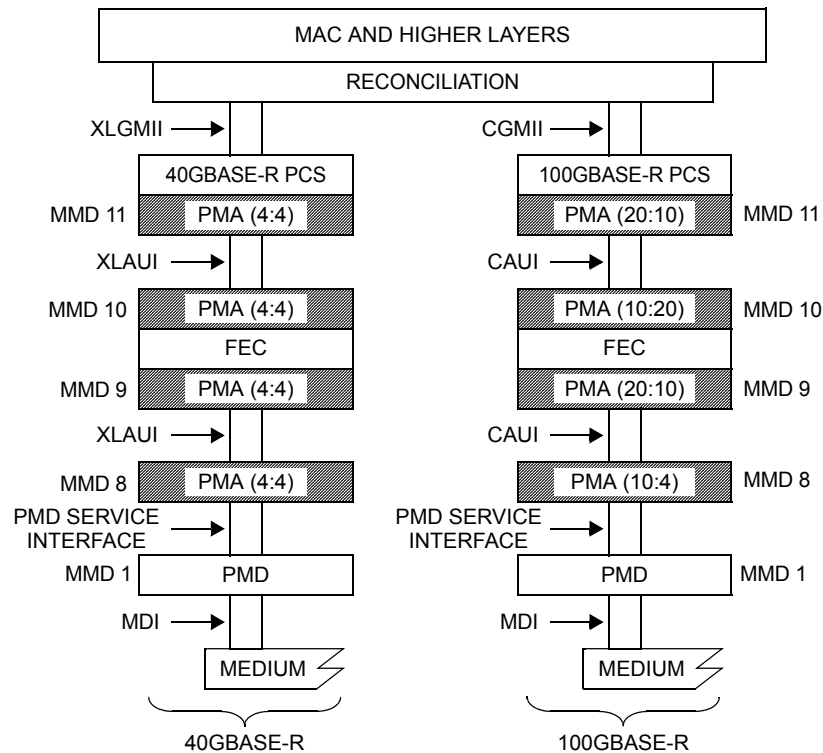 MAC AND HIGHER LAYERS
RECONCILIATION
XLGMII
CGMII
40GBASE-R PCS
100GBASE-R PCS
MMD 11
PMA (4:4)
PMA (20:10)
MMD 11
XLAUI
CAUI
MMD 10
PMA (4:4)
PMA (10:20)
MMD 10
FEC
FEC
MMD 9
PMA (4:4)
PMA (20:10)
MMD 9
XLAUI
CAUI
MMD 8
PMA (4:4)
PMA (10:4)
MMD 8
PMD SERVICE
INTERFACE
PMD SERVICE
INTERFACE
MMD 1
PMD
PMD
MMD 1
MDI
MDI
MEDIUM
MEDIUM
40GBASE-R
100GBASE-R